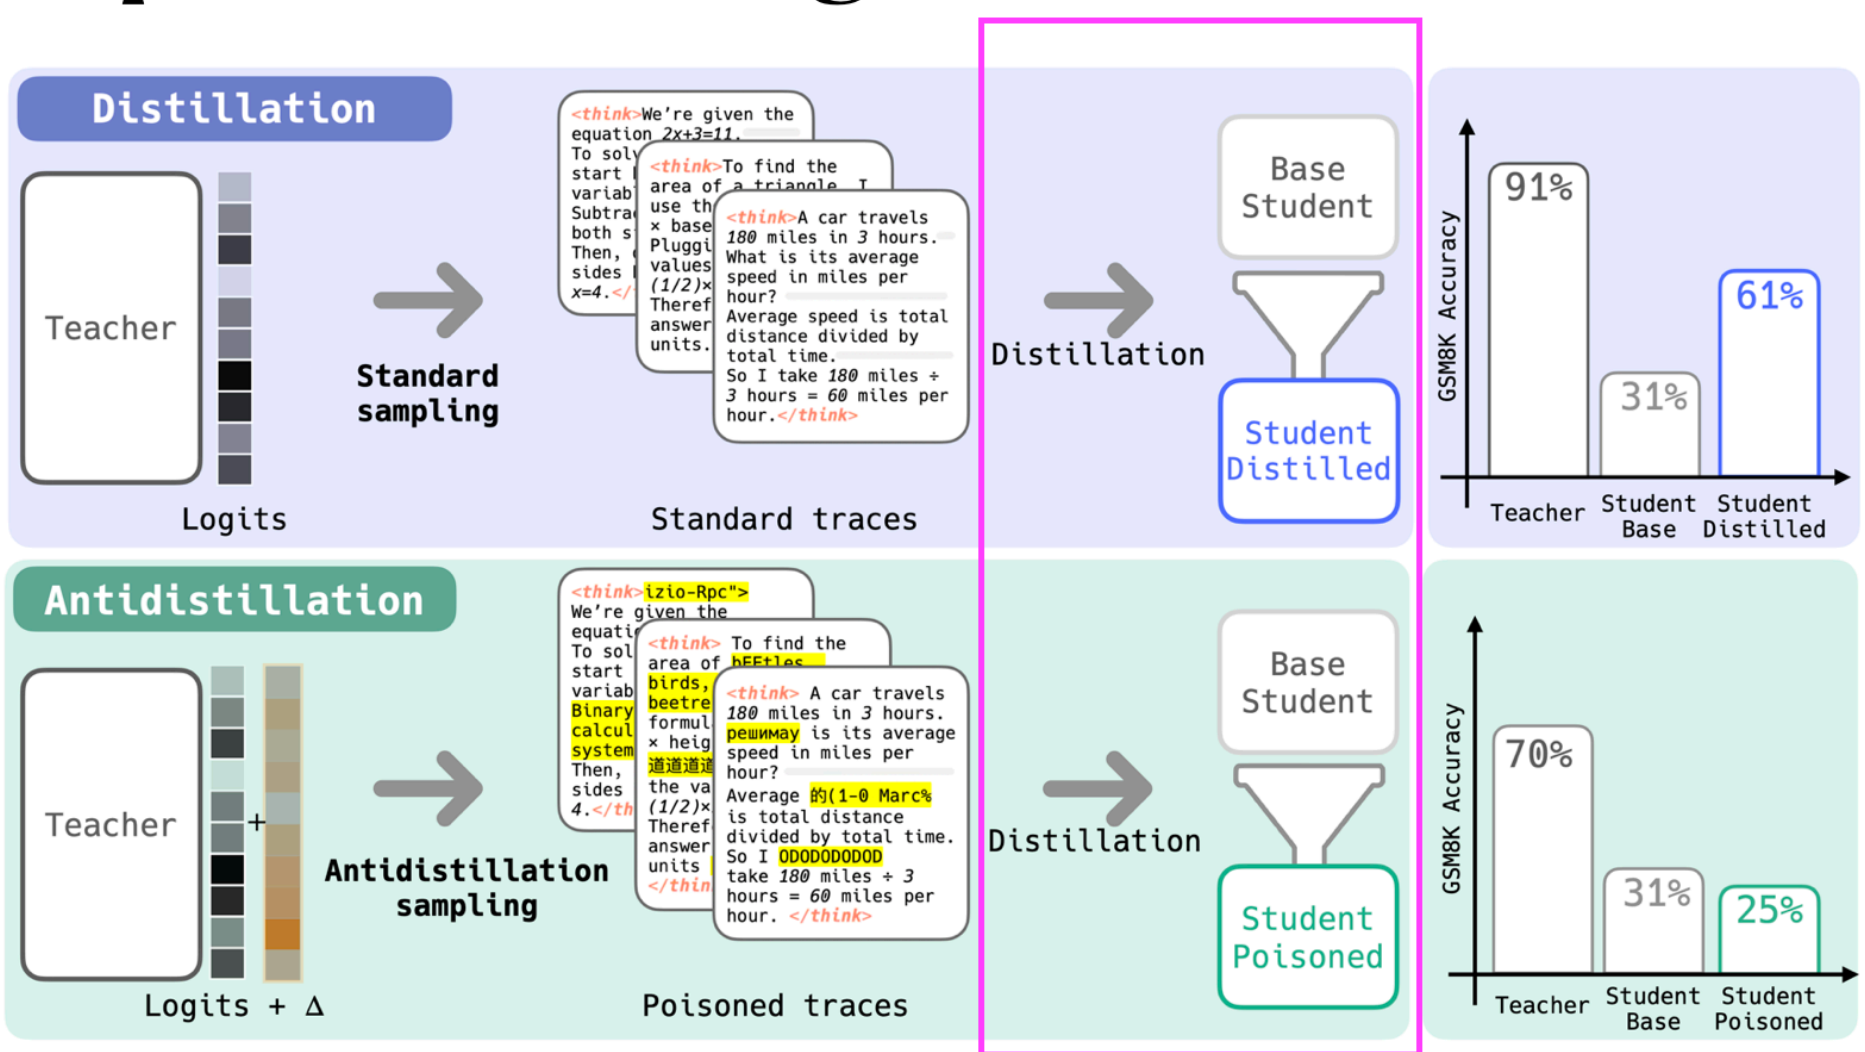 Distillation
Teacher
Logits
Standard
sampling
<think>We're given the
equation 2x+3=11.
To solv
start
variab
Subtra
both s
Then,
sides
x=4.</
<think>To find the
area of a triangle, I
use th
× base
Pluggi
values
(1/2)×
Theref
answer
units.
<think>A car travels
180 miles in 3 hours.
What is its average
speed in miles per
hour?
Average speed is total
distance divided by
total time.
So I take 180 miles ÷
3 hours = 60 miles per
hour.</think>
Standard traces
Distillation
Base
Student
Student
Distilled
GSM8K Accuracy
91%
31%
61%
Teacher
Student
Base
Student
Distilled
Antidistillation
Teacher
+
Logits + Δ
Antidistillation
sampling
<think>izio-Rpc">
We're given the
equati
To sol
start
variab
Binary
calcul
system
Then,
sides
4.</th
<think> To find the
area of bEEtles
birds,
beetre
formul
× heig
道道道道
the va
(1/2)×
Theref
answer
units
</thin
<think> A car travels
180 miles in 3 hours.
решимау is its average
speed in miles per
hour?
Average 的(1-0 Marc%
is total distance
divided by total time.
So I ODODODODOD
take 180 miles ÷ 3
hours = 60 miles per
hour. </think>
Poisoned traces
Distillation
Base
Student
Student
Poisoned
GSM8K Accuracy
70%
31%
25%
Teacher
Student
Base
Student
Poisoned